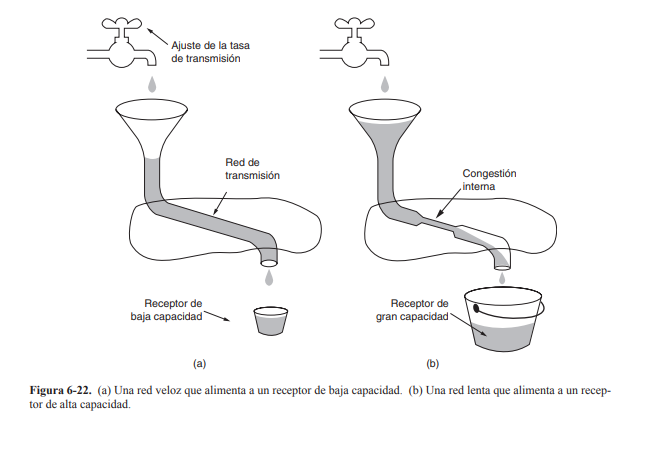 Ajuste de la tasa
de transmisión
Red de
transmisión
Receptor de
baja capacidad
(a)
Congestión
interna
Receptor de
gran capacidad
(b)
Figura 6-22. (a) Una red veloz que alimenta a un receptor de baja capacidad. (b) Una red lenta que alimenta a un recep-
tor de alta capacidad.